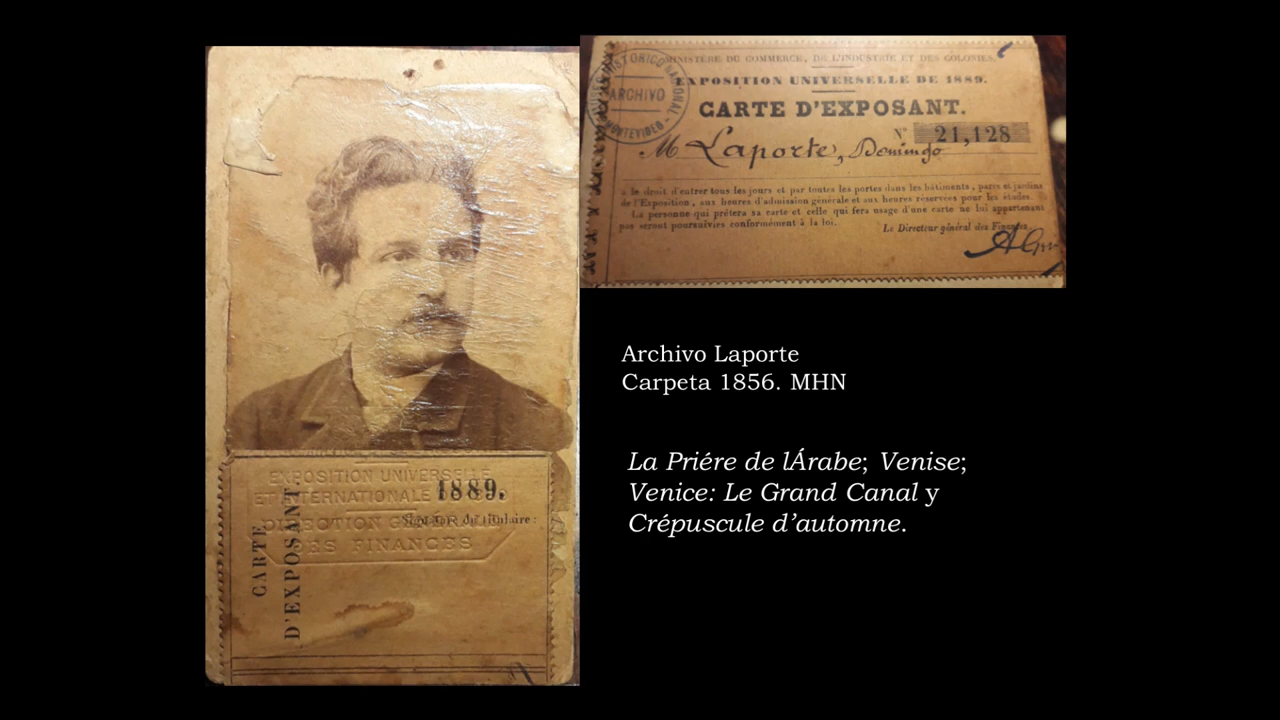 EXPOSITION UNIVERSELLE
ET INTERNATIONALE 1889.
Signature du titulaire :
DIRECTION GÉNÉRALE
DES FINANCES
CARTE
D'EXPOSANT
MINISTÈRE DU COMMERCE, DE L'INDUSTRIE ET DES COLONIES.
HISTORICO NACIONAL
ARCHIVO
MONTEVIDEO
EXPOSITION UNIVERSELLE DE 1889.
CARTE D'EXPOSANT.
N° 21,128
M Laporte, Domingo
a le droit d'entrer tous les jours et par toutes les portes dans les bâtiments, parcs et jardins
de l'Exposition, aux heures d'admission générale et aux heures réservées pour les études.
La personne qui prêtera sa carte et celle qui fera usage d'une carte ne lui appartenant
pas seront poursuivies conformément à la loi.
Le Directeur général des Finances,
Archivo Laporte
Carpeta 1856. MHN
La Priére de lÁrabe; Venise;
Venice: Le Grand Canal y
Crépuscule d’automne.